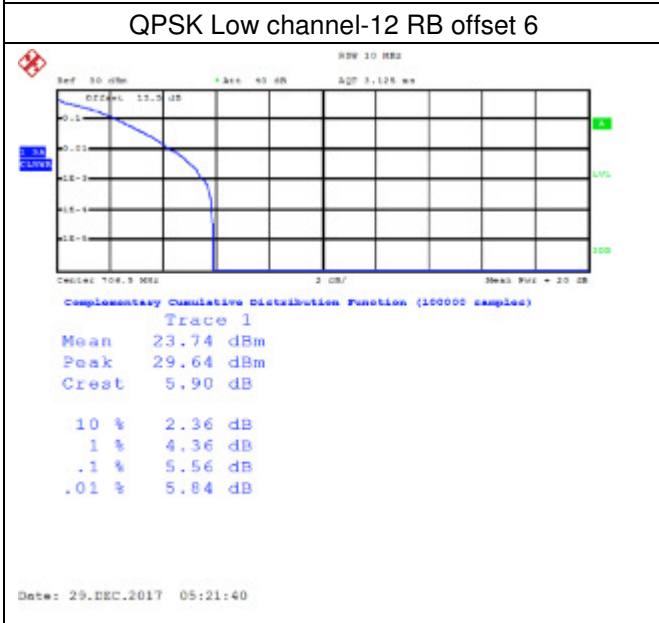 QPSK Low channel-12 RB offset 6
RBW 10 MHz
Ref 30 dBm * Att 40 dB AQT 3.125 ms
Offset 13.5 dB
0.1
A
0.01
1 SA
CLRWR
1E-3
LVL
1E-4
1E-5
3DB
Center 706.5 MHz 2 dB/ Mean Pwr + 20 dB
Complementary Cumulative Distribution Function (100000 samples)
Trace 1
Mean 23.74 dBm
Peak 29.64 dBm
Crest 5.90 dB
10 % 2.36 dB
1 % 4.36 dB
.1 % 5.56 dB
.01 % 5.84 dB
Date: 29.DEC.2017 05:21:40